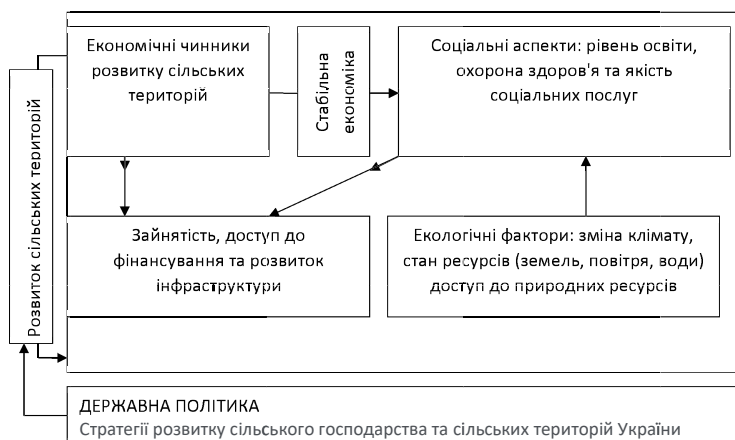 Економічні чинники
розвитку сільських
територій
Стабільна
економіка
Соціальні аспекти: рівень освіти,
охорона здоров'я та якість
соціальних послуг
Розвиток сільських територій
Зайнятість, доступ до
фінансування та розвиток
інфраструктури
Екологічні фактори: зміна клімату,
стан ресурсів (земель, повітря, води)
доступ до природних ресурсів
ДЕРЖАВНА ПОЛІТИКА
Стратегії розвитку сільського господарства та сільських територій України